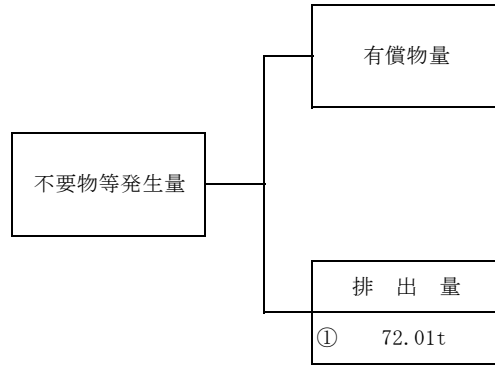 有償物量
不要物等発生量
排　出　量
①　72.01t